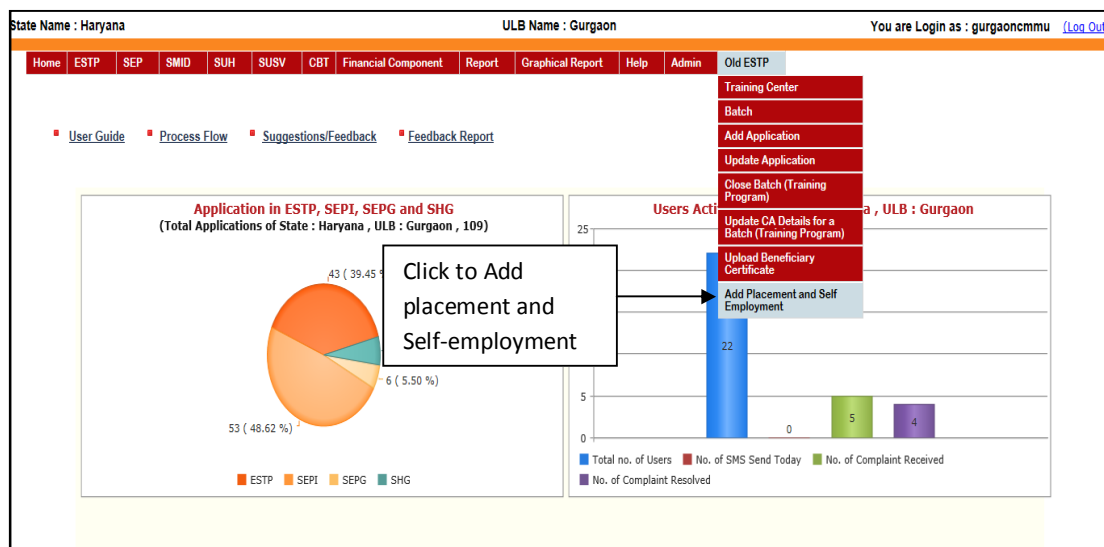 State Name : Haryana ULB Name : Gurgaon You are Login as : gurgaoncmmu (Log Out
Home ESTP SEP SMID SUH SUSV CBT Financial Component Report Graphical Report Help Admin Old ESTP
Training Center
Batch
Add Application
Update Application
Close Batch (Training
Program)
Update CA Details for a
Batch (Training Program)
Upload Beneficiary
Certificate
Add Placement and Self
Employment
User Guide Process Flow Suggestions/Feedback Feedback Report
Application in ESTP, SEPI, SEPG and SHG
(Total Applications of State : Haryana , ULB : Gurgaon , 109)
43 ( 39.45 %
6 ( 5.50 %)
53 ( 48.62 %)
ESTP SEPI SEPG SHG
Click to Add
placement and
Self-employment
Users Acti a , ULB : Gurgaon
25
5
0
22
0
5
4
Total no. of Users No. of SMS Send Today No. of Complaint Received
No. of Complaint Resolved